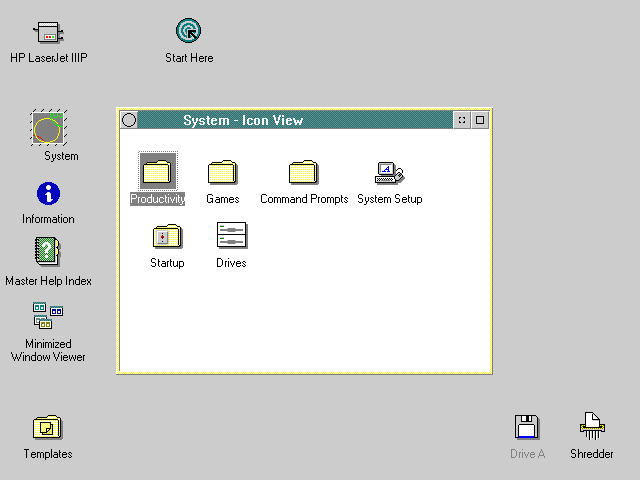 HP LaserJet IIIP
Start Here
System
System - Icon View
Productivity
Games
Command Prompts
System Setup
Startup
Drives
Information
Master Help Index
Minimized
Window Viewer
Templates
Drive A
Shredder